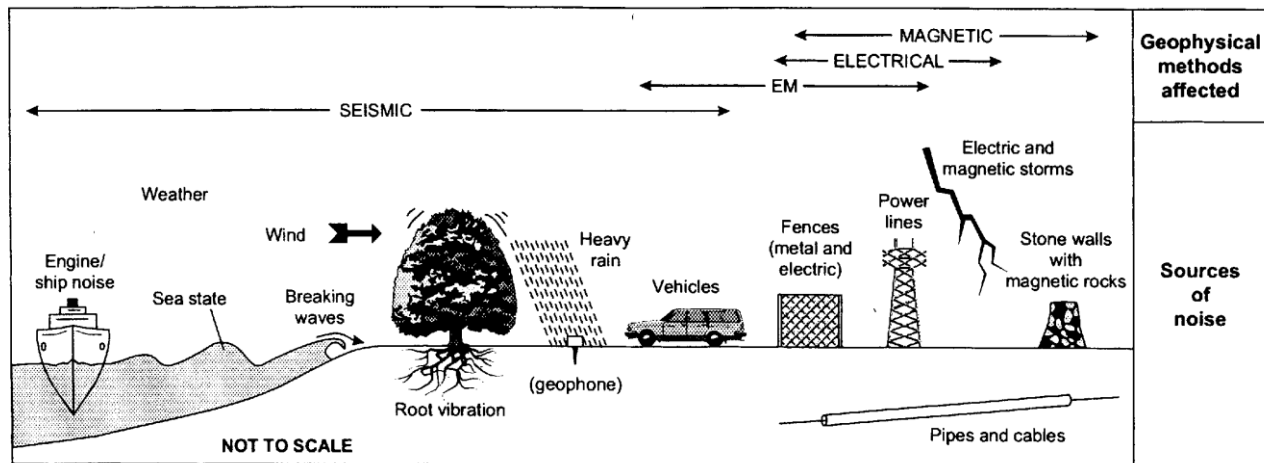 MAGNETIC
ELECTRICAL
EM
SEISMIC
Geophysical
methods
affected
Weather
Wind
Engine/
ship noise
Sea state
Breaking
waves
Heavy
rain
Vehicles
Fences
(metal and
electric)
Power
lines
Electric and
magnetic storms
Stone walls
with
magnetic rocks
Sources
of
noise
(geophone)
Root vibration
Pipes and cables
NOT TO SCALE